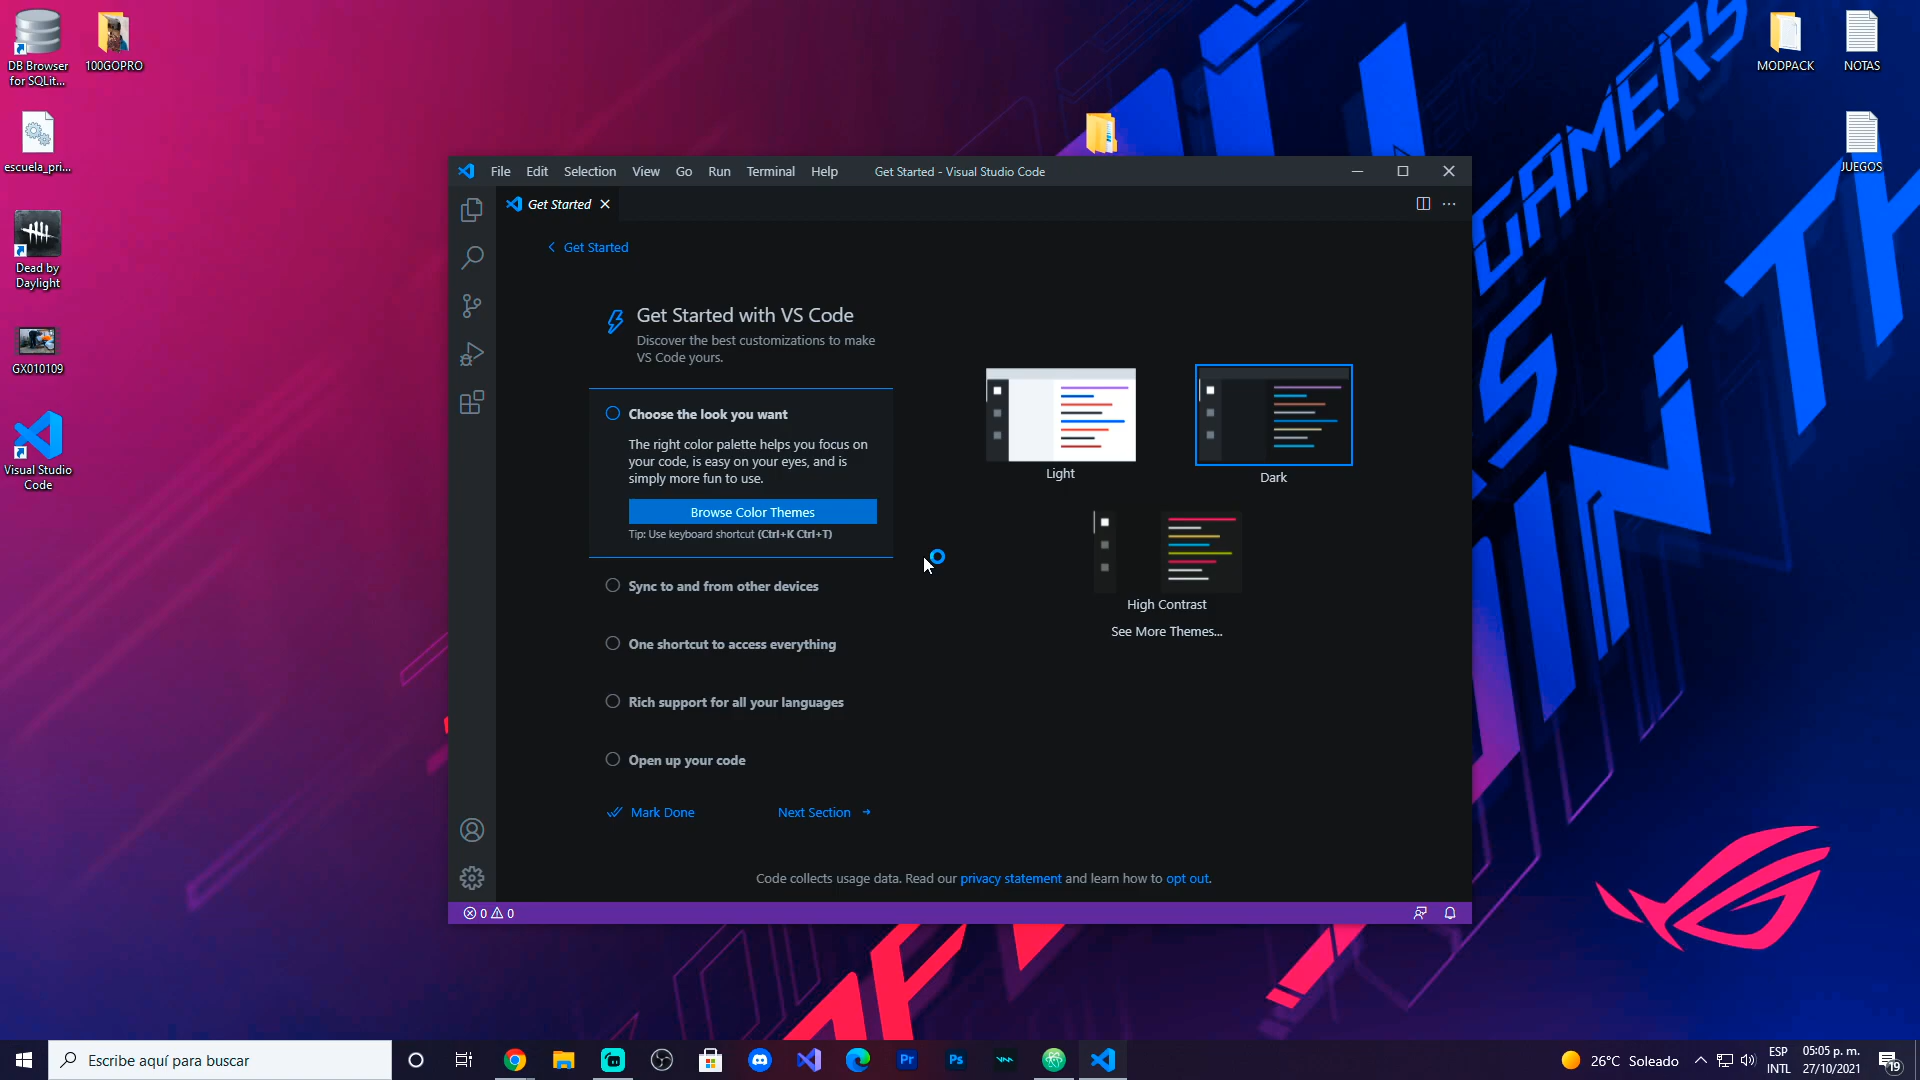 DB Browser
for SQLit...
100GOPRO
escuela_pri...
Dead by
Daylight
GX010109
Visual Studio
Code
MODPACK
NOTAS
JUEGOS
GAMERS
File Edit Selection View Go Run Terminal Help
Get Started - Visual Studio Code
Get Started
Get Started
Get Started with VS Code
Discover the best customizations to make
VS Code yours.
Choose the look you want
The right color palette helps you focus on
your code, is easy on your eyes, and is
simply more fun to use.
Browse Color Themes
Tip: Use keyboard shortcut (Ctrl+K Ctrl+T)
Sync to and from other devices
One shortcut to access everything
Rich support for all your languages
Open up your code
Mark Done
Next Section
Light
Dark
High Contrast
See More Themes...
Code collects usage data. Read our privacy statement and learn how to opt out.
0 0
Escribe aquí para buscar
Pr
Ps
26°C Soleado
ESP
INTL
05:05 p. m.
27/10/2021
19